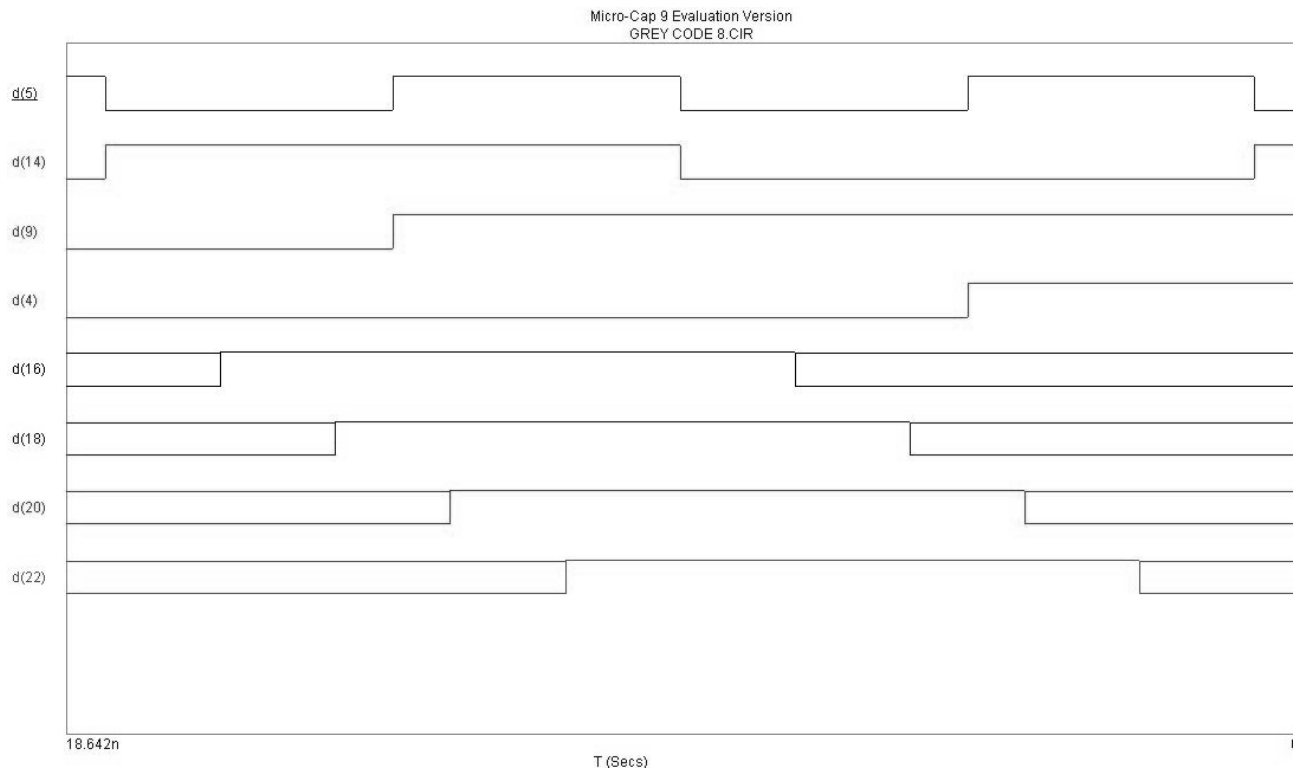 Micro-Cap 9 Evaluation Version
GREY CODE 8.CIR
d(5)
d(14)
d(9)
d(4)
d(16)
d(18)
d(20)
d(22)
18.642n
T (Secs)